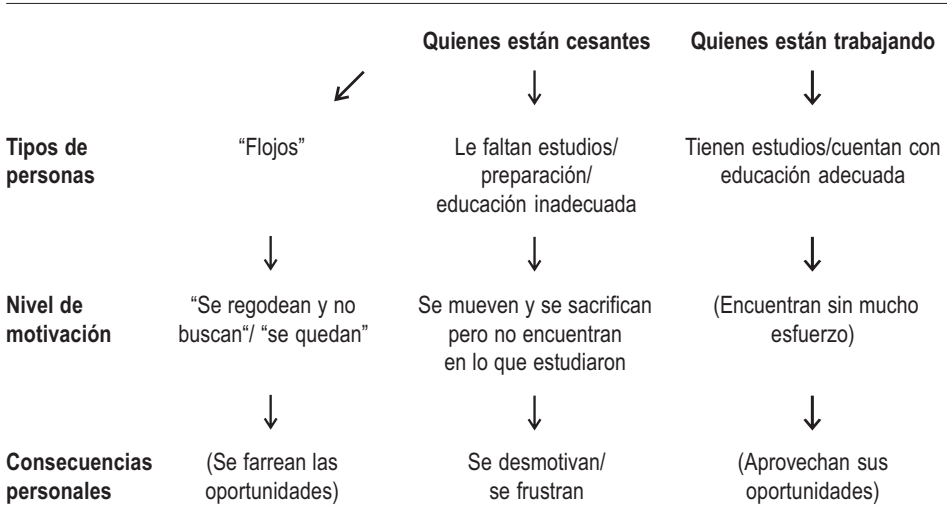 Quienes están cesantes
Quienes están trabajando
Tipos de
personas
“Flojos”
Le faltan estudios/
preparación/
educación inadecuada
Tienen estudios/cuentan con
educación adecuada
Nivel de
motivación
“Se regodean y no
buscan“/ “se quedan”
Se mueven y se sacrifican
pero no encuentran
en lo que estudiaron
(Encuentran sin mucho
esfuerzo)
Consecuencias
personales
(Se farrean las
oportunidades)
Se desmotivan/
se frustran
(Aprovechan sus
oportunidades)